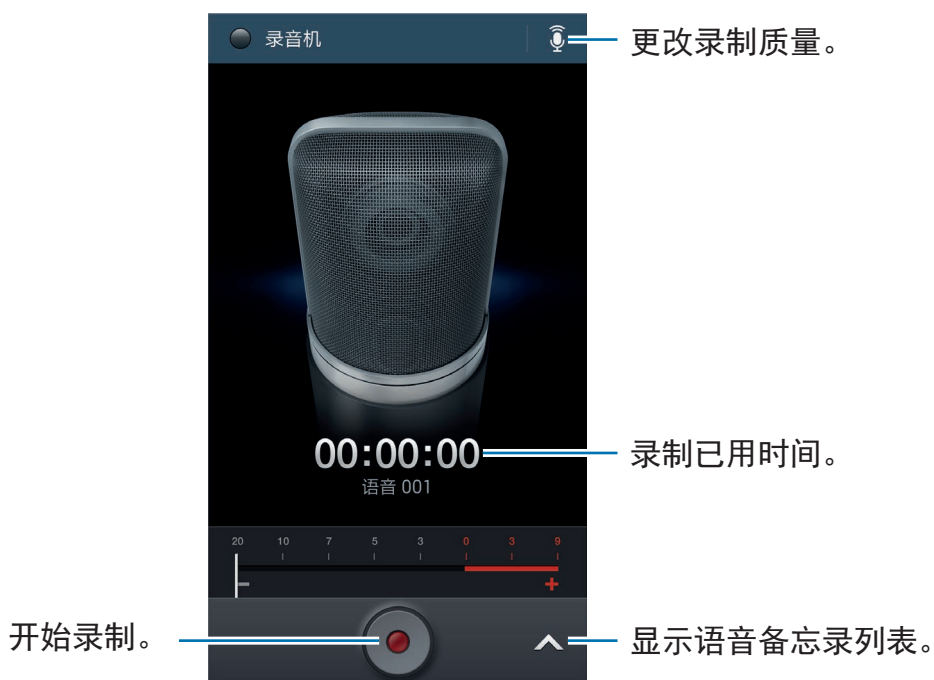 录音机
更改录制质量。
00:00:00
录制已用时间。
语音 001
20 10 7 5 3 0 3 9
− +
开始录制。
显示语音备忘录列表。